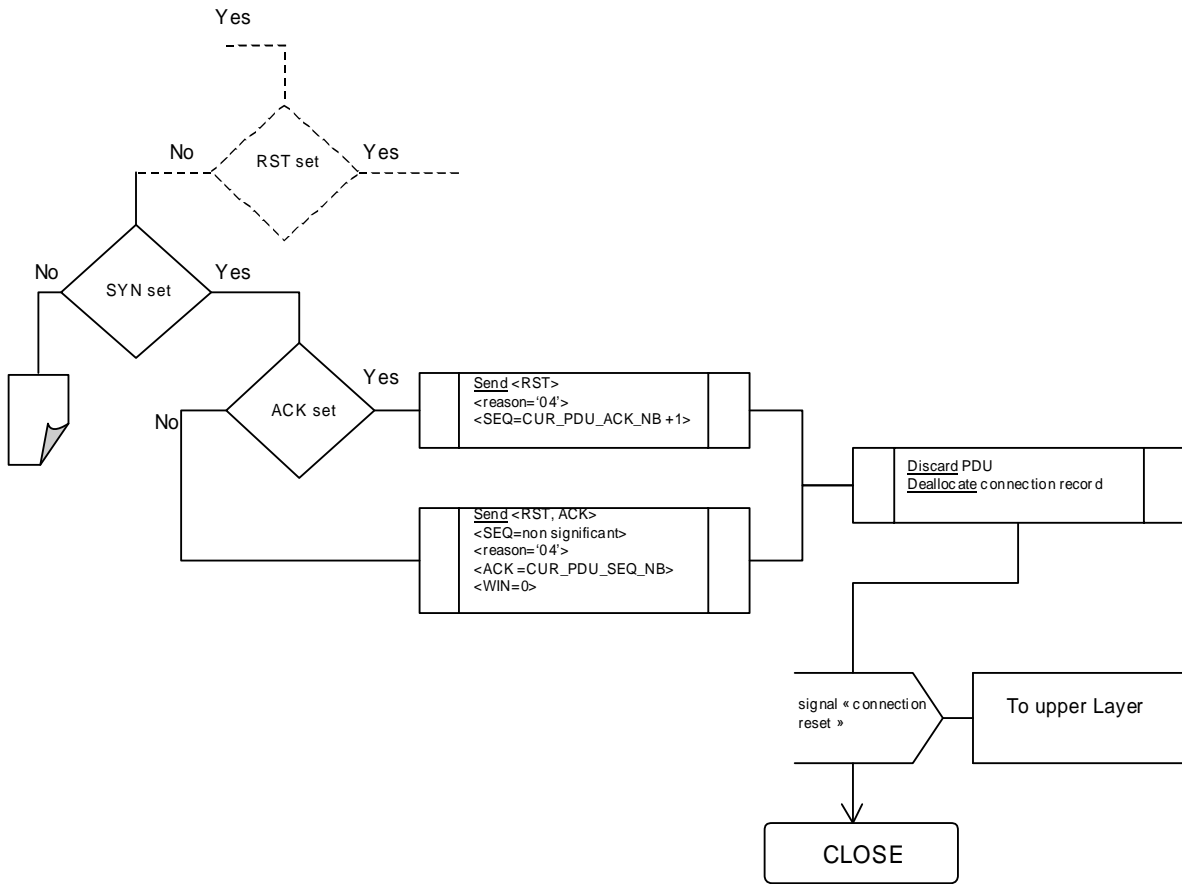 Yes
No
RST set
Yes
No
SYN set
Yes
No
ACK set
Yes
Send <RST>
<reason=‘04’>
<SEQ=CUR_PDU_ACK_NB +1>
Send <RST, ACK>
<SEQ=non significant>
<reason=‘04’>
<ACK =CUR_PDU_SEQ_NB>
<WIN=0>
Discard PDU
Deallocate connection record
signal « connection
reset »
To upper Layer
CLOSE